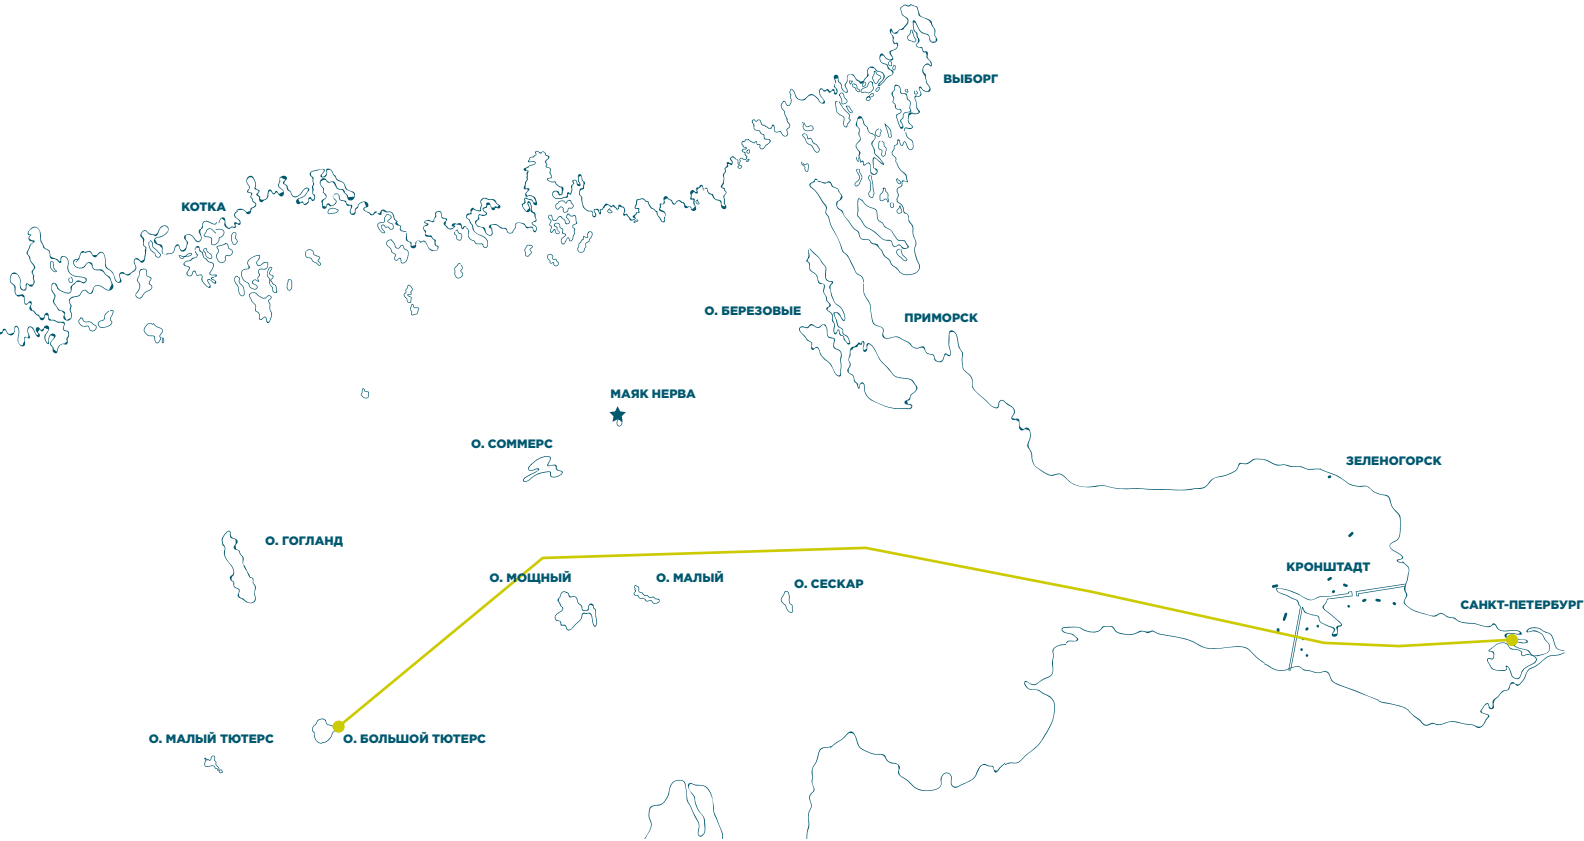 ВЫБОРГ
КОТКА
О. БЕРЕЗОВЫЕ
ПРИМОРСК
МАЯК НЕРВА
О. СОММЕРС
ЗЕЛЕНОГОРСК
О. ГОГЛАНД
КРОНШТАДТ
О. МОЩНЫЙ
О. МАЛЫЙ
О. СЕСКАР
САНКТ-ПЕТЕРБУРГ
О. МАЛЫЙ ТЮТЕРС
О. БОЛЬШОЙ ТЮТЕРС